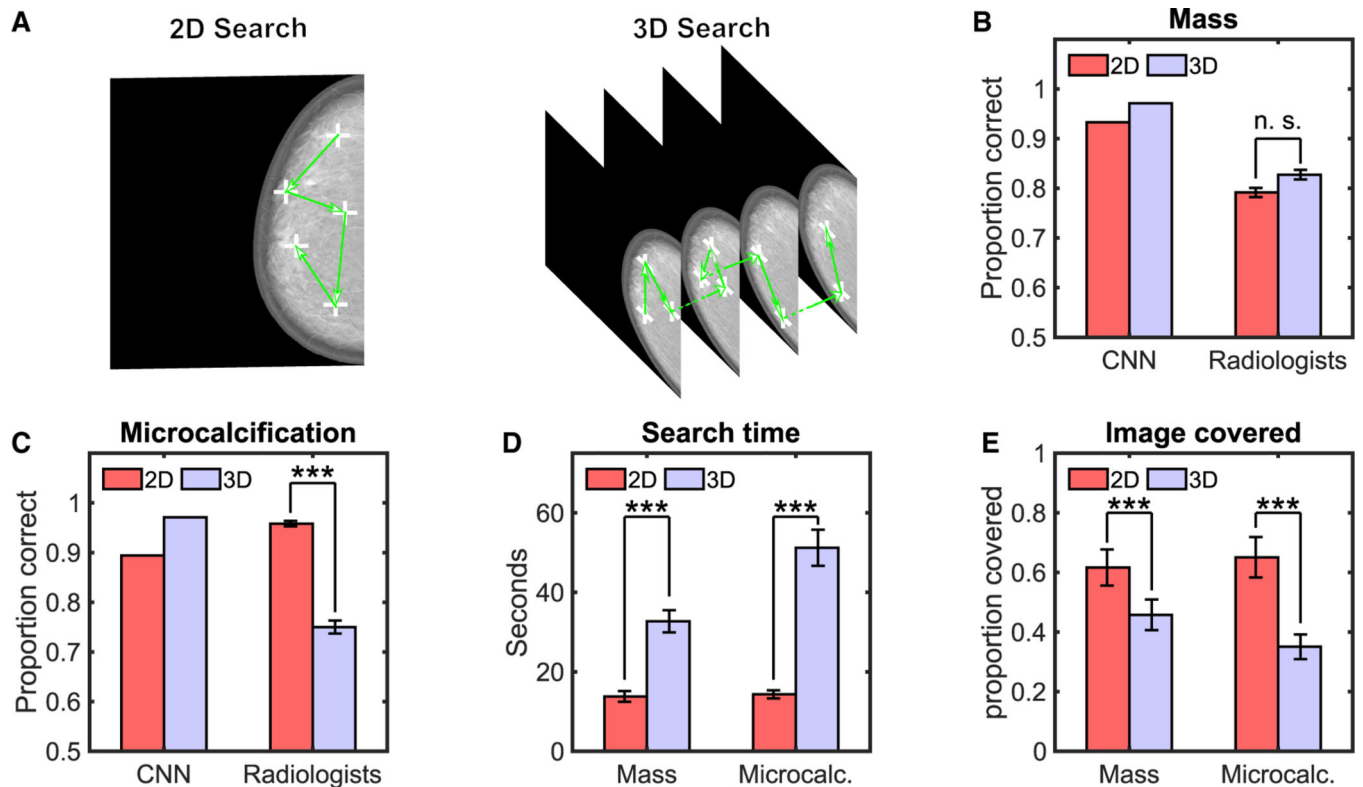 A
2D Search
3D Search
B
Mass
2D 3D
Proportion correct
1
0.9
0.8
0.7
0.6
0.5
n. s.
CNN Radiologists
C
Microcalcification
2D 3D
Proportion correct
1
0.9
0.8
0.7
0.6
0.5
***
CNN Radiologists
D
Search time
2D 3D
Seconds
60
40
20
0
*** ***
Mass Microcalc.
E
Image covered
2D 3D
proportion covered
1
0.8
0.6
0.4
0.2
0
*** ***
Mass Microcalc.